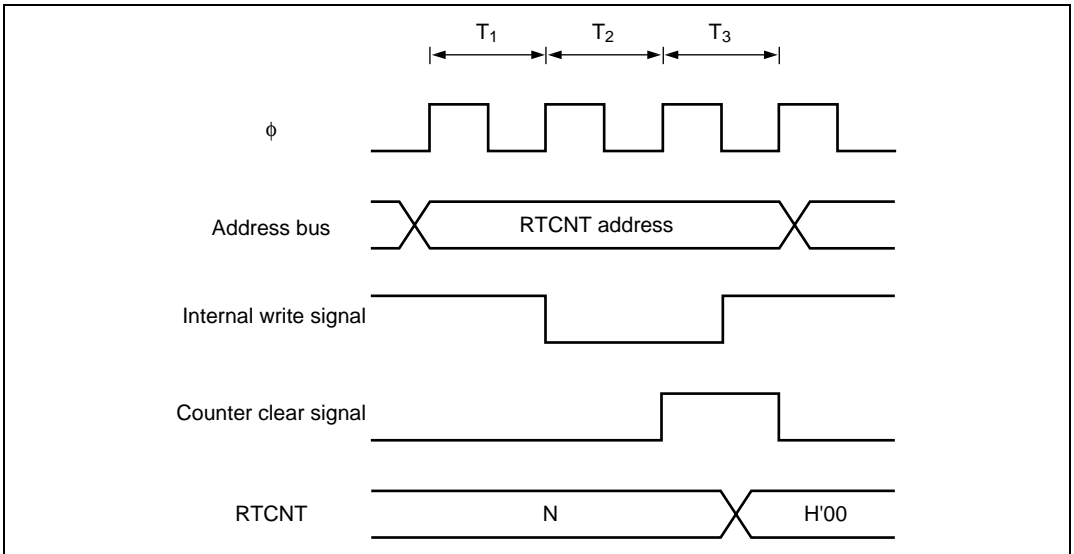 T1 T2 T3
ϕ
Address bus RTCNT address
Internal write signal
Counter clear signal
RTCNT N H'00